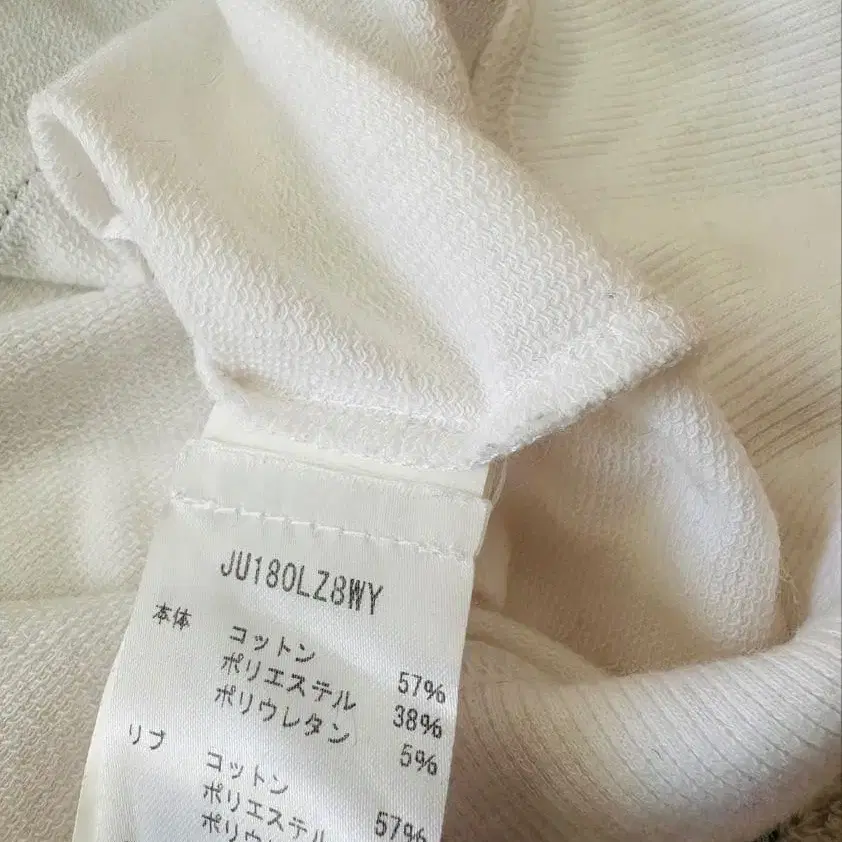 JU180LZ8WY
本体 コットン 57%
ポリエステル 38%
ポリウレタン 5%
リブ コットン 57%
ポリエステル